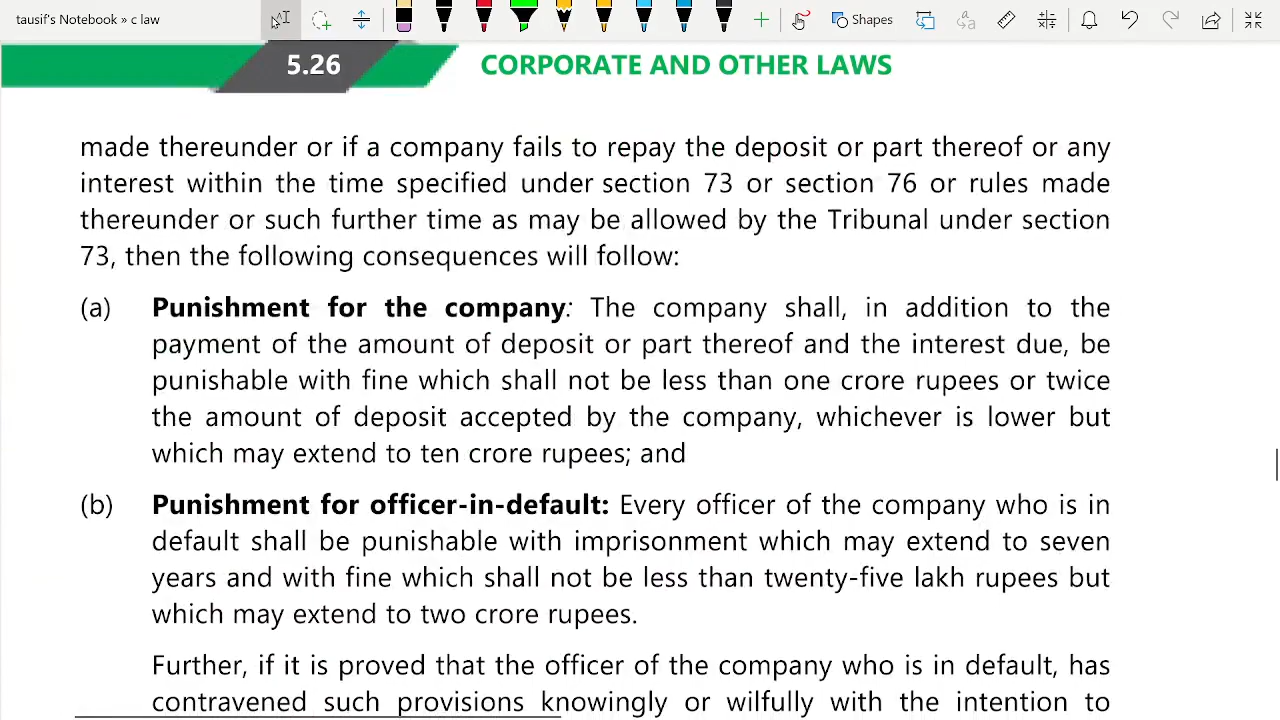 tausif's Notebook » c law
Shapes
5.26
CORPORATE AND OTHER LAWS
made thereunder or if a company fails to repay the deposit or part thereof or any
interest within the time specified under section 73 or section 76 or rules made
thereunder or such further time as may be allowed by the Tribunal under section
73, then the following consequences will follow:
(a) Punishment for the company: The company shall, in addition to the
payment of the amount of deposit or part thereof and the interest due, be
punishable with fine which shall not be less than one crore rupees or twice
the amount of deposit accepted by the company, whichever is lower but
which may extend to ten crore rupees; and
(b) Punishment for officer-in-default: Every officer of the company who is in
default shall be punishable with imprisonment which may extend to seven
years and with fine which shall not be less than twenty-five lakh rupees but
which may extend to two crore rupees.
Further, if it is proved that the officer of the company who is in default, has
contravened such provisions knowingly or wilfully with the intention to